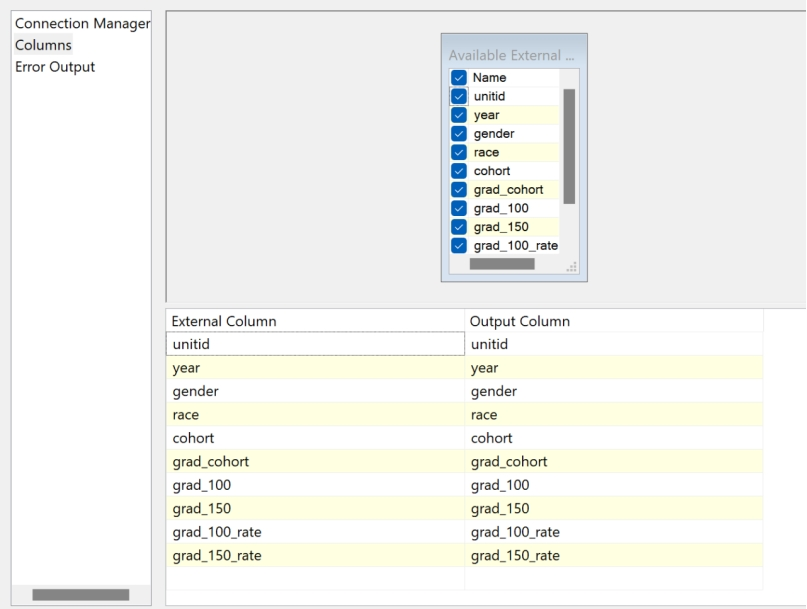 Connection Manager
Columns
Error Output
Available External ...
Name
unitid
year
gender
race
cohort
grad_cohort
grad_100
grad_150
grad_100_rate
External Column Output Column
unitid unitid
year year
gender gender
race race
cohort cohort
grad_cohort grad_cohort
grad_100 grad_100
grad_150 grad_150
grad_100_rate grad_100_rate
grad_150_rate grad_150_rate